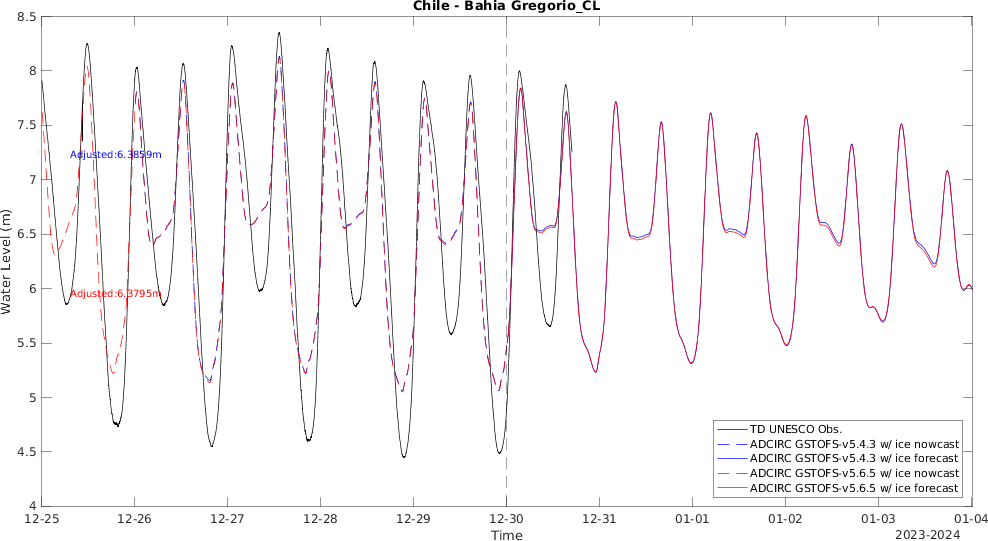 Chile - Bahia Gregorio_CL
8.5
8
7.5
7
6.5
6
5.5
5
4.5
4
Water Level (m)
Adjusted:6.3859m
Adjusted:6.3795m
TD UNESCO Obs.
ADCIRC GSTOFS-v5.4.3 w/ ice nowcast
ADCIRC GSTOFS-v5.4.3 w/ ice forecast
ADCIRC GSTOFS-v5.6.5 w/ ice nowcast
ADCIRC GSTOFS-v5.6.5 w/ ice forecast
12-25 12-26 12-27 12-28 12-29 12-30 12-31 01-01 01-02 01-03 01-04
Time
2023-2024